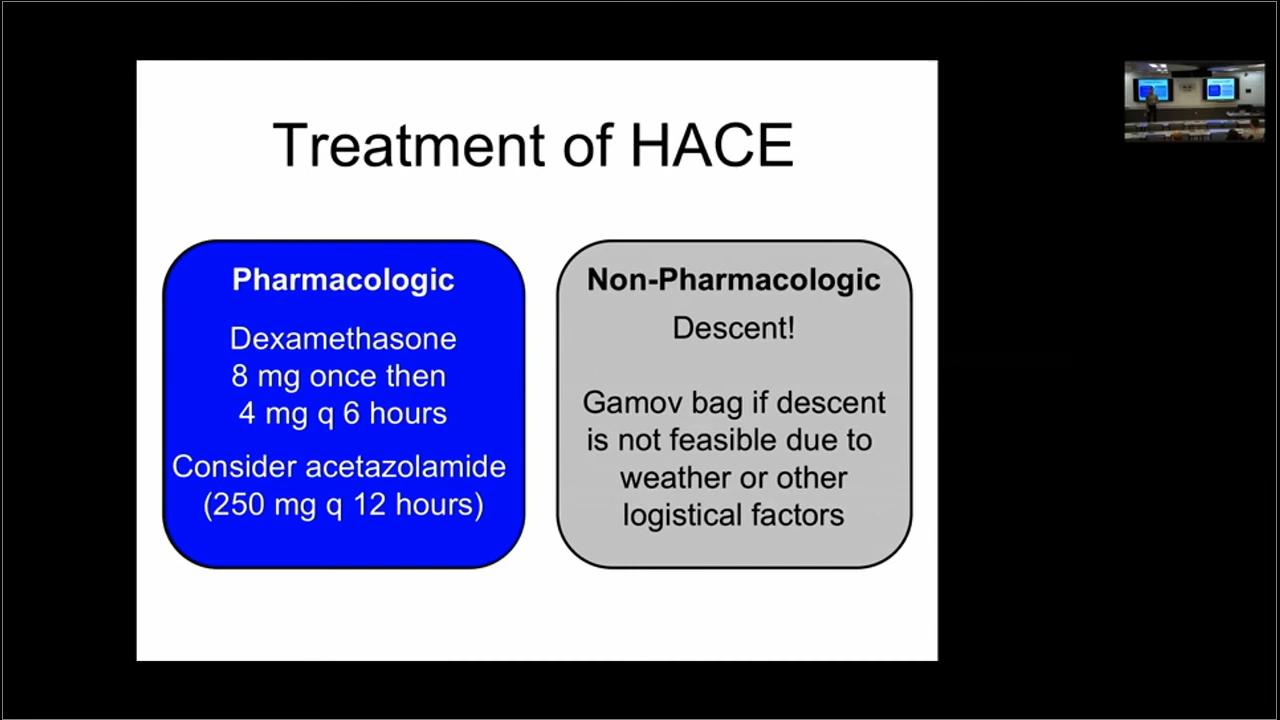 Treatment of HACE
Pharmacologic
Dexamethasone
8 mg once then
4 mg q 6 hours
Consider acetazolamide
(250 mg q 12 hours)
Non-Pharmacologic
Descent!
Gamov bag if descent
is not feasible due to
weather or other
logistical factors